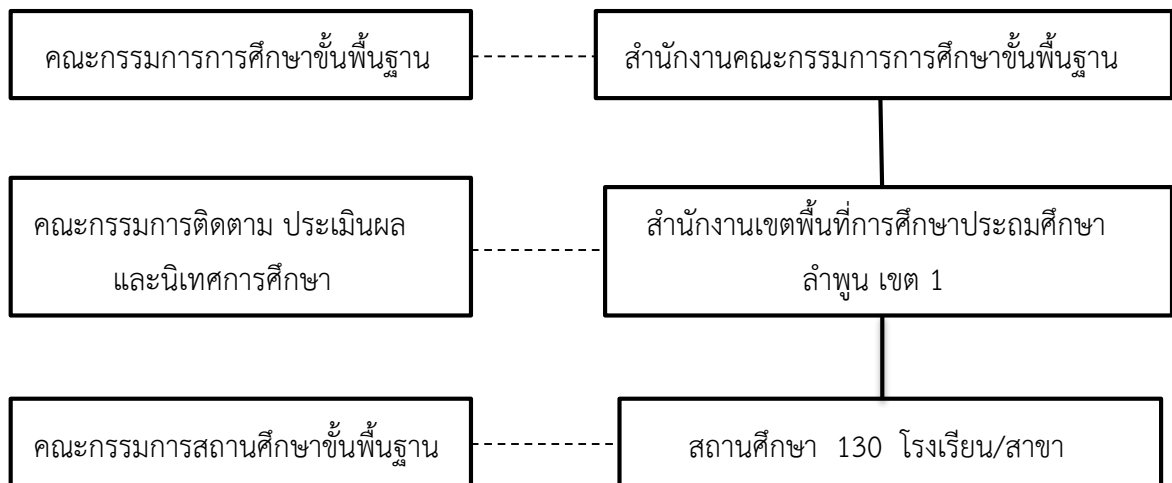 คณะกรรมการการศึกษาขั้นพื้นฐาน
สำนักงานคณะกรรมการการศึกษาขั้นพื้นฐาน
คณะกรรมการติดตาม ประเมินผล
และนิเทศการศึกษา
สำนักงานเขตพื้นที่การศึกษาประถมศึกษา
ลำพูน เขต 1
คณะกรรมการสถานศึกษาขั้นพื้นฐาน
สถานศึกษา 130 โรงเรียน/สาขา